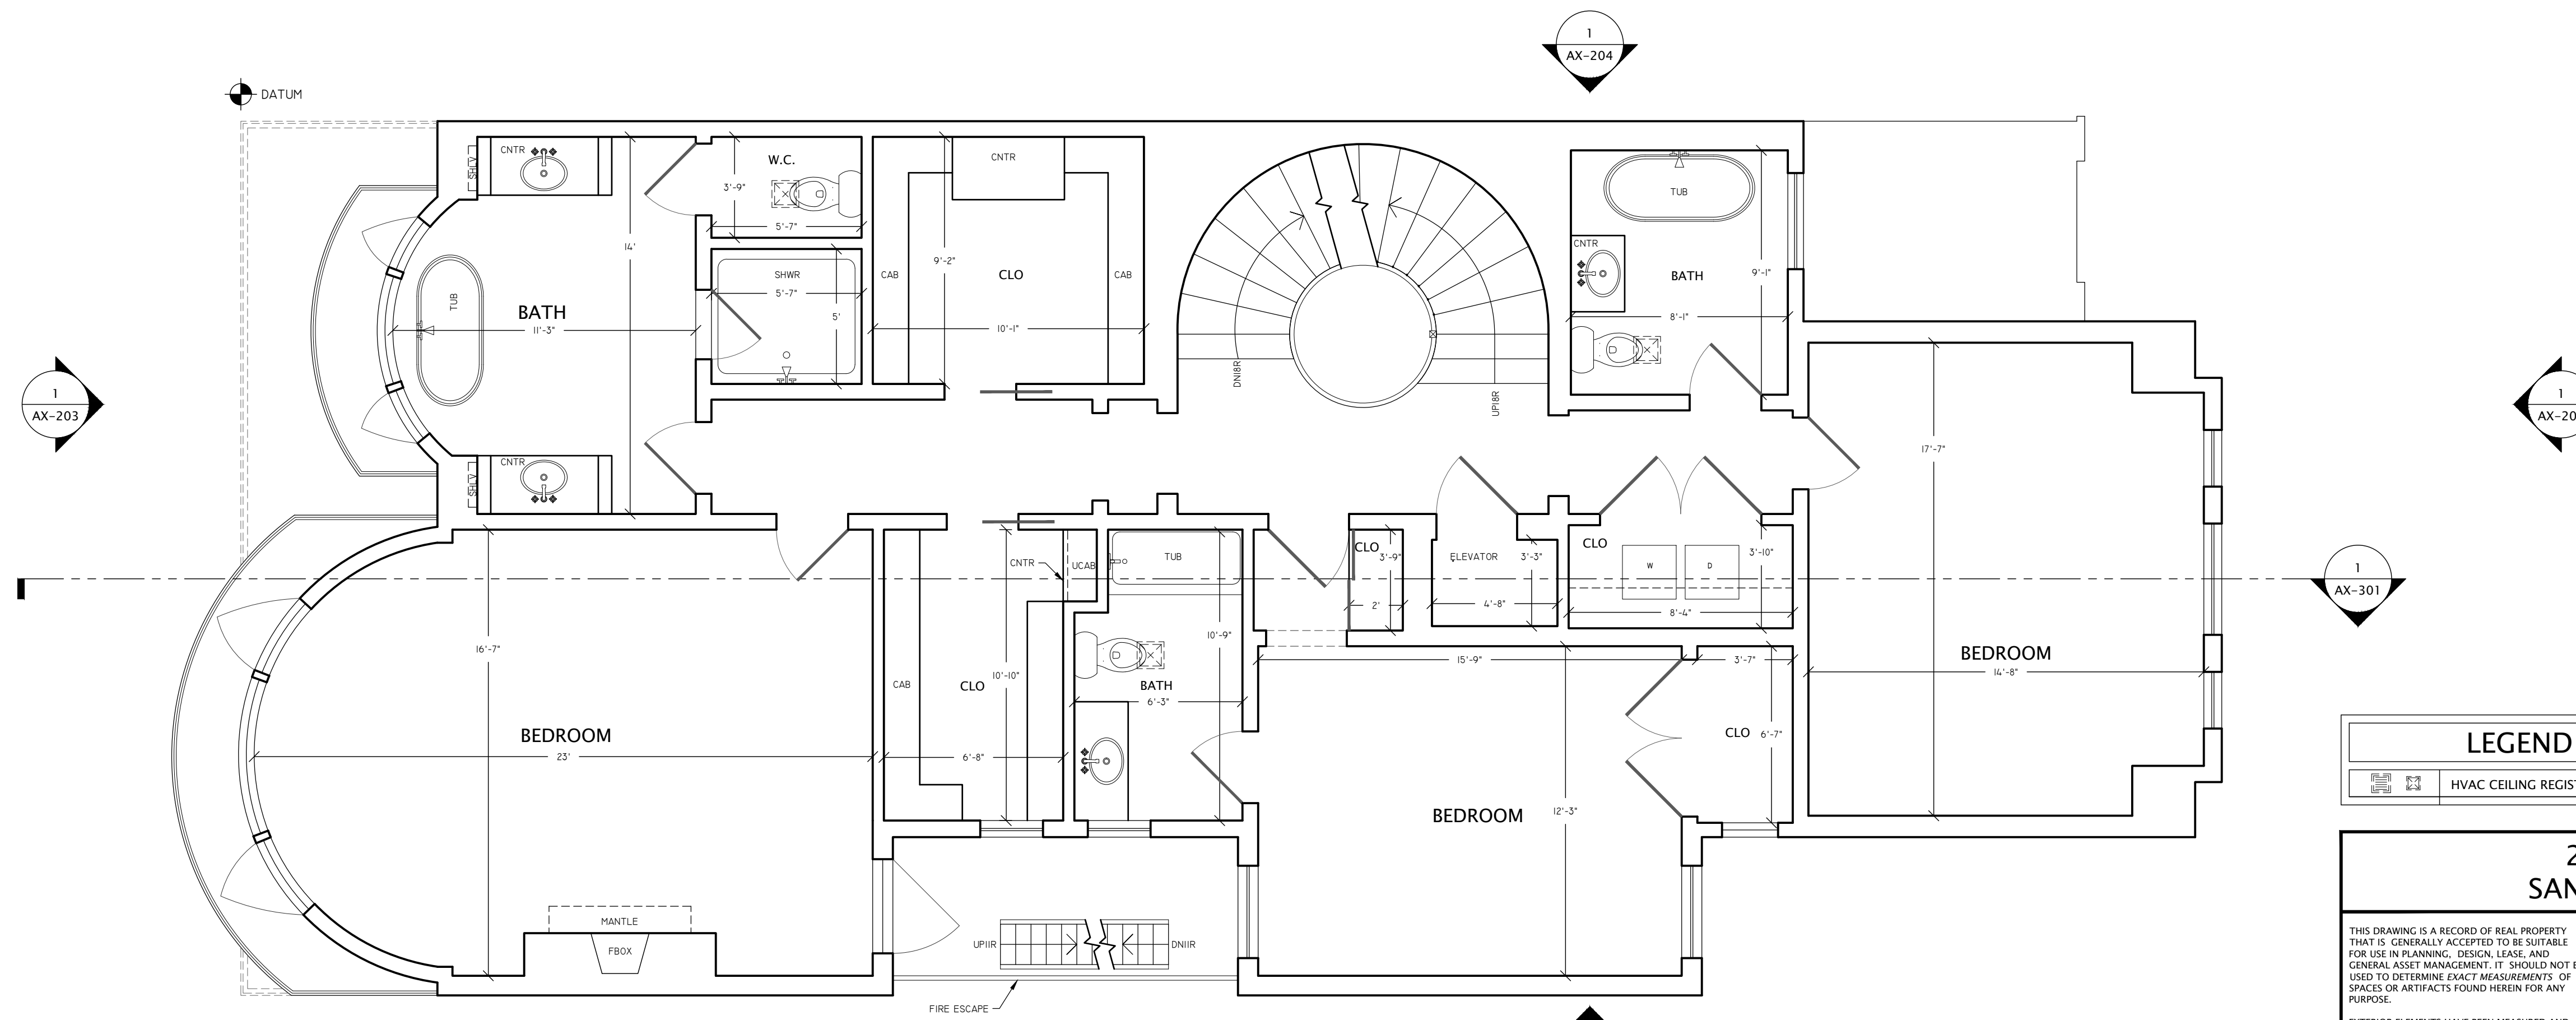 1
AX-204
DATUM
CNTR
SHLV
W.C.
3'-9"
5'-7"
14'
CNTR
9'-2"
CAB
CLO
CAB
10'-1"
SHWR
5'-7"
5'
TUB
BATH
11'-3"
TUB
CNTR
BATH
9'-1"
8'-1"
DN18R
UP18R
1
AX-203
1
CNTR
SHLV
17'-7"
CLO
3'-9"
2'
ELEVATOR
3'-3"
4'-8"
CLO
W
D
3'-10"
8'-4"
CNTR
UCAB
TUB
1
AX-301
16'-7"
BEDROOM
23'
CAB
CLO
10'-10"
6'-8"
10'-9"
BATH
6'-3"
15'-9"
3'-7"
CLO
6'-7"
BEDROOM
12'-3"
BEDROOM
14'-8"
MANTLE
FBOX
UP11R
DN11R
FIRE ESCAPE
LEGEND
HVAC CEILING REGIST
2
SAN
THIS DRAWING IS A RECORD OF REAL PROPERTY
THAT IS GENERALLY ACCEPTED TO BE SUITABLE
FOR USE IN PLANNING, DESIGN, LEASE, AND
GENERAL ASSET MANAGEMENT. IT SHOULD NOT B
USED TO DETERMINE EXACT MEASUREMENTS OF
SPACES OR ARTIFACTS FOUND HEREIN FOR ANY
PURPOSE.